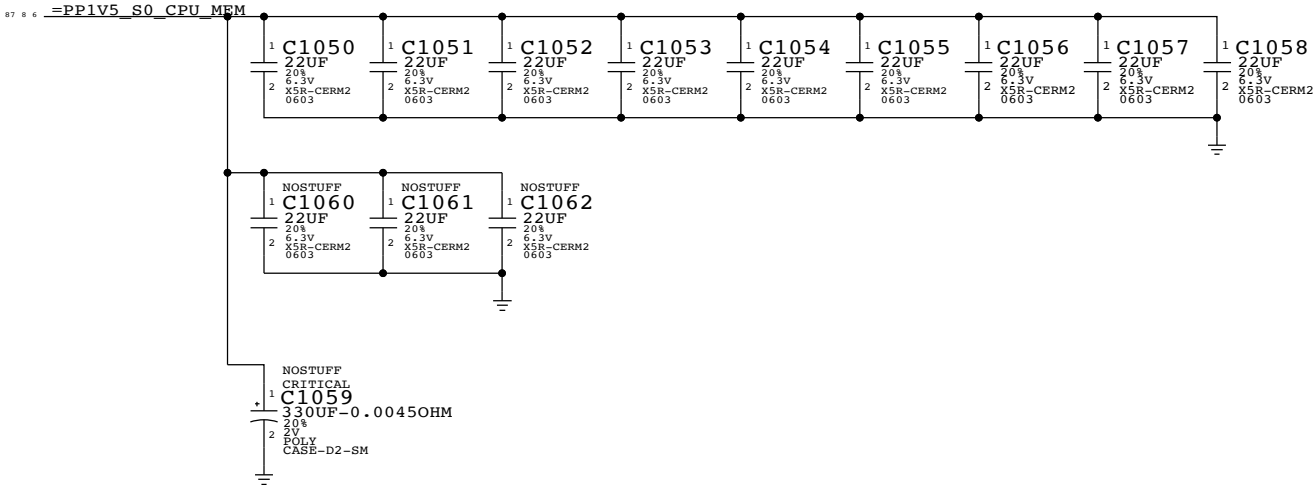 87 8 6 =PP1V5_S0_CPU_MEM
1 C1050
22UF
20%
6.3V
2 X5R-CERM2
0603
1 C1051
22UF
20%
6.3V
2 X5R-CERM2
0603
1 C1052
22UF
20%
6.3V
2 X5R-CERM2
0603
1 C1053
22UF
20%
6.3V
2 X5R-CERM2
0603
1 C1054
22UF
20%
6.3V
2 X5R-CERM2
0603
1 C1055
22UF
20%
6.3V
2 X5R-CERM2
0603
1 C1056
22UF
20%
6.3V
2 X5R-CERM2
0603
1 C1057
22UF
20%
6.3V
2 X5R-CERM2
0603
1 C1058
22UF
20%
6.3V
2 X5R-CERM2
0603
NOSTUFF
1 C1060
22UF
20%
6.3V
2 X5R-CERM2
0603
NOSTUFF
1 C1061
22UF
20%
6.3V
2 X5R-CERM2
0603
NOSTUFF
1 C1062
22UF
20%
6.3V
2 X5R-CERM2
0603
NOSTUFF
CRITICAL
1 C1059
+ 330UF-0.0045OHM
20%
2 2V
POLY
CASE-D2-SM